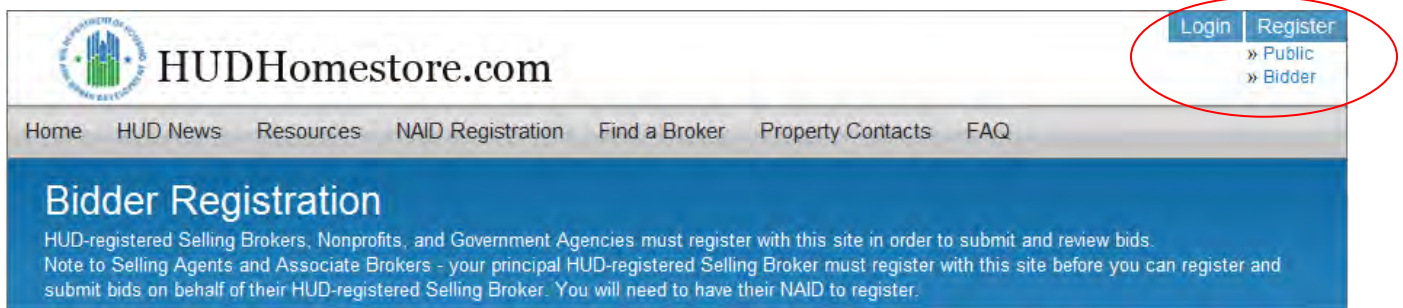 Login Register
» Public
» Bidder
HUDHomestore.com
Home HUD News Resources NAID Registration Find a Broker Property Contacts FAQ
Bidder Registration
HUD-registered Selling Brokers, Nonprofits, and Government Agencies must register with this site in order to submit and review bids.
Note to Selling Agents and Associate Brokers - your principal HUD-registered Selling Broker must register with this site before you can register and
submit bids on behalf of their HUD-registered Selling Broker. You will need to have their NAID to register.